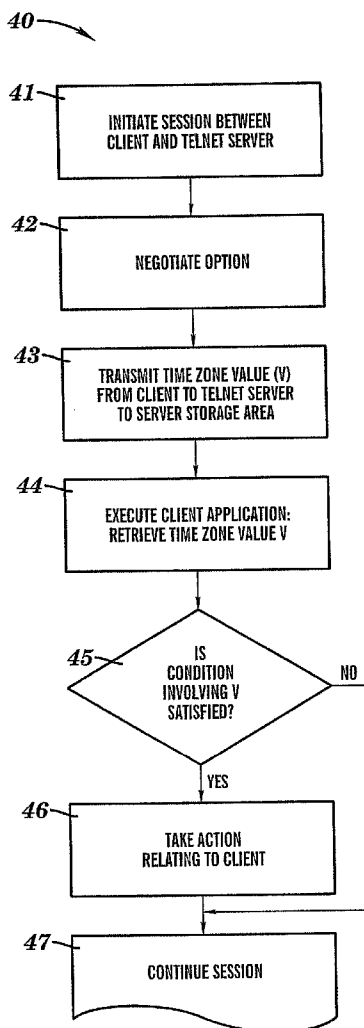 40
41
INITIATE SESSION BETWEEN
CLIENT AND TELNET SERVER
42
NEGOTIATE OPTION
43
TRANSMIT TIME ZONE VALUE (V)
FROM CLIENT TO TELNET SERVER
TO SERVER STORAGE AREA
44
EXECUTE CLIENT APPLICATION:
RETRIEVE TIME ZONE VALUE V
45
IS
CONDITION
INVOLVING V
SATISFIED?
NO
YES
46
TAKE ACTION
RELATING TO CLIENT
47
CONTINUE SESSION